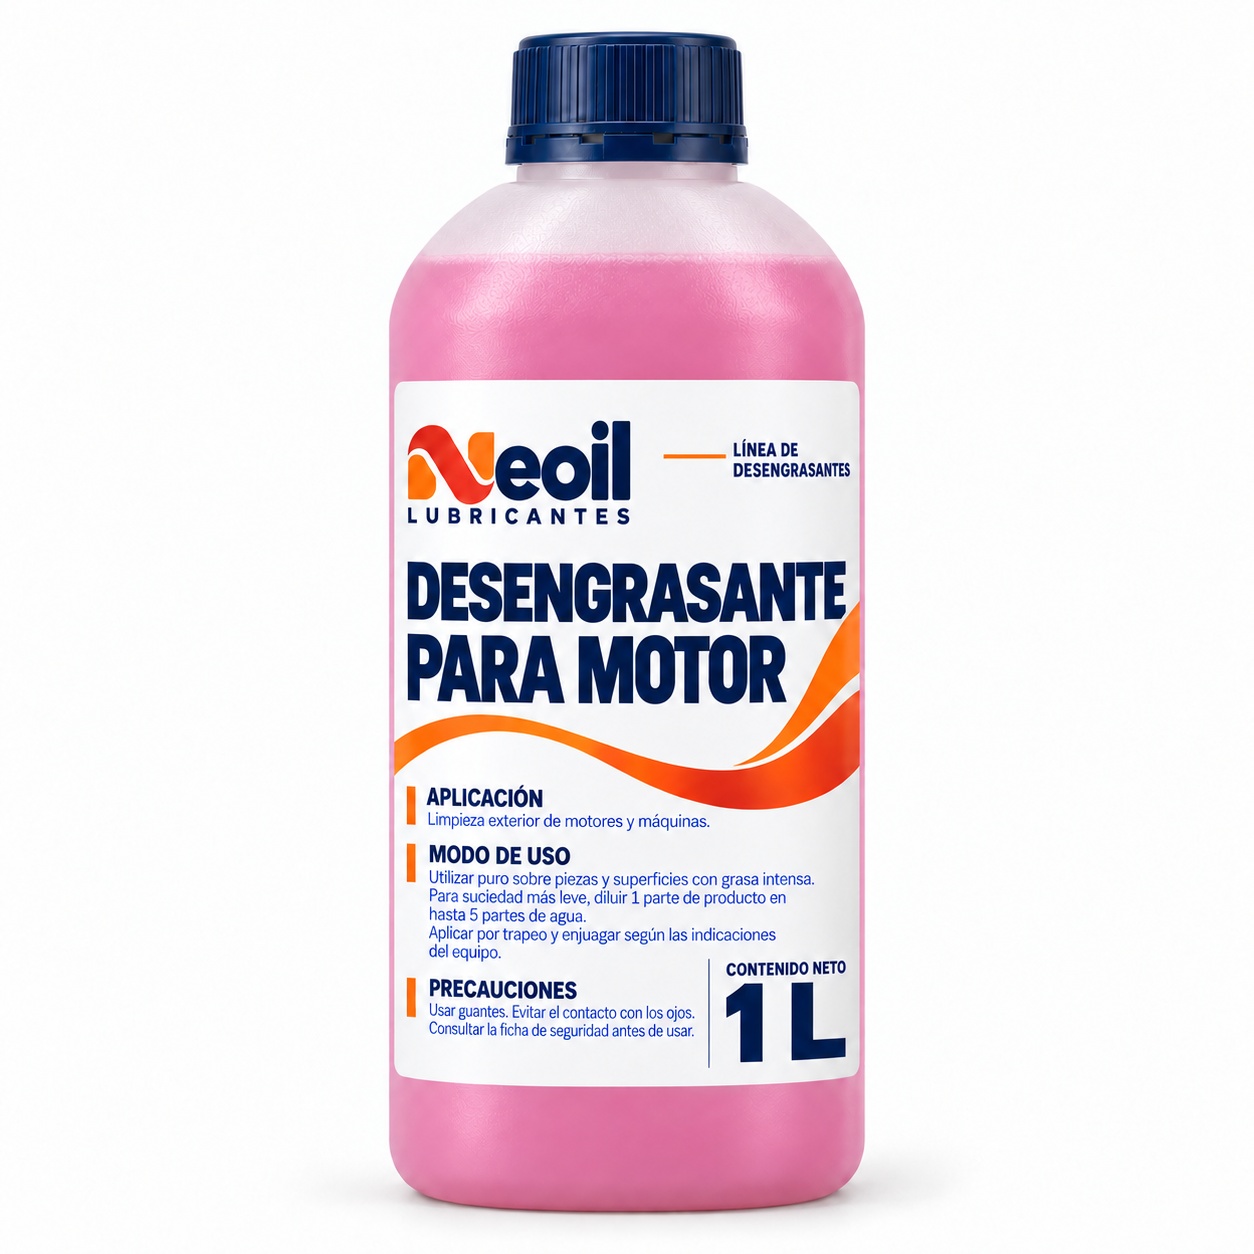 Neoil
LUBRICANTES
LÍNEA DE
DESENGRASANTES
DESENGRASANTE
PARA MOTOR
APLICACIÓN
Limpieza exterior de motores y máquinas.
MODO DE USO
Utilizar puro sobre piezas y superficies con grasa intensa.
Para suciedad más leve, diluir 1 parte de producto en
hasta 5 partes de agua.
Aplicar por trapeo y enjuagar según las indicaciones
del equipo.
PRECAUCIONES
Usar guantes. Evitar el contacto con los ojos.
Consultar la ficha de seguridad antes de usar.
CONTENIDO NETO
1 L